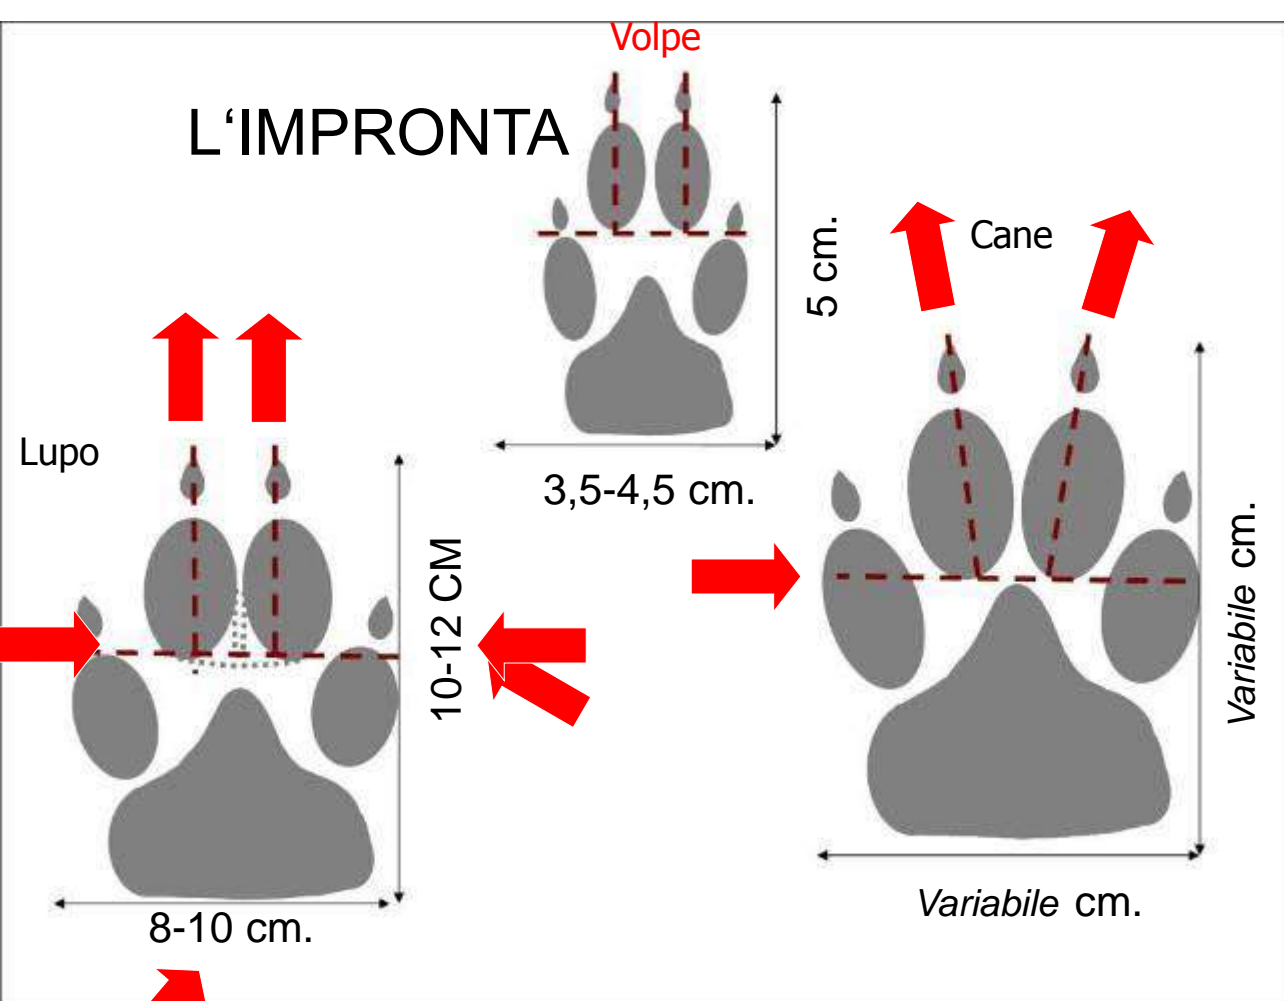 Volpe
L‘IMPRONTA
5 cm.
Cane
Lupo
3,5-4,5 cm.
10-12 CM
Variabile cm.
8-10 cm.
Variabile cm.